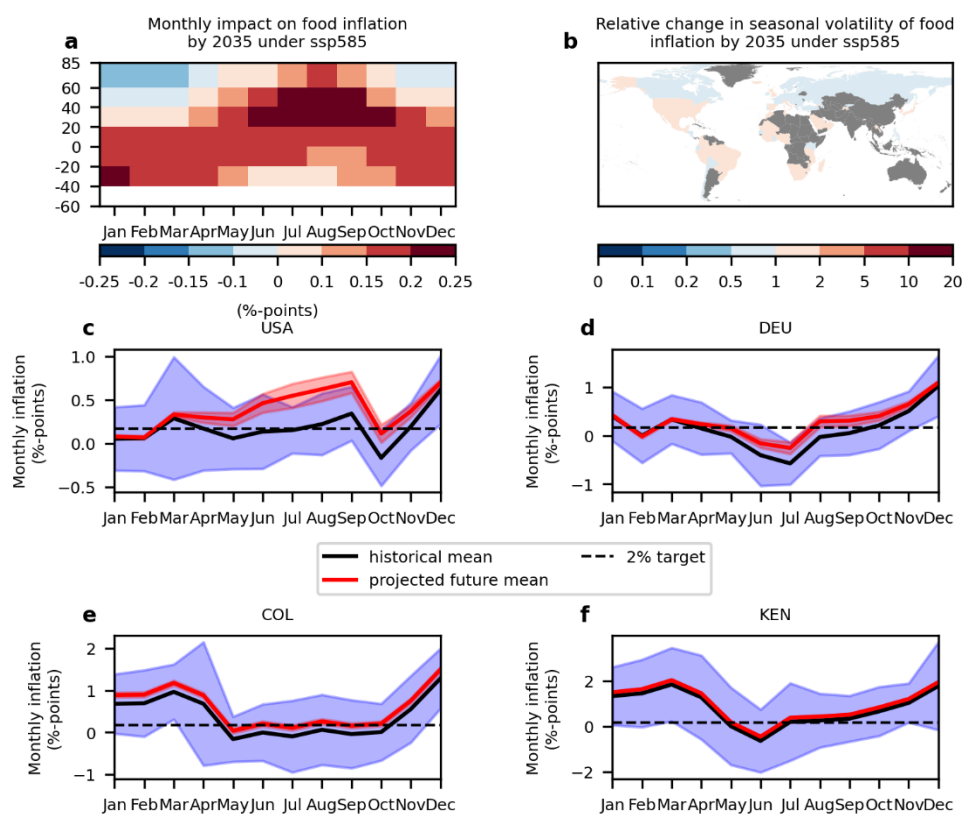 Monthly impact on food inflation
by 2035 under ssp585
a
85
60
40
20
0
-20
-40
-60
Jan Feb Mar Apr May Jun Jul Aug Sep Oct Nov Dec
-0.25 -0.2 -0.15 -0.1 -0.05 0 0.05 0.1 0.15 0.2 0.25
(%-points)
Relative change in seasonal volatility of food
inflation by 2035 under ssp585
b
0 0.1 0.2 0.5 1 2 5 10 20
c
USA
Monthly inflation
(%-points)
1.0
0.5
0.0
−0.5
Jan Feb Mar Apr May Jun Jul Aug Sep Oct Nov Dec
d
DEU
Monthly inflation
(%-points)
1
0
−1
Jan Feb Mar Apr May Jun Jul Aug Sep Oct Nov Dec
historical mean
projected future mean
2% target
e
COL
Monthly inflation
(%-points)
2
1
0
−1
Jan Feb Mar Apr May Jun Jul Aug Sep Oct Nov Dec
f
KEN
Monthly inflation
(%-points)
2
0
−2
Jan Feb Mar Apr May Jun Jul Aug Sep Oct Nov Dec